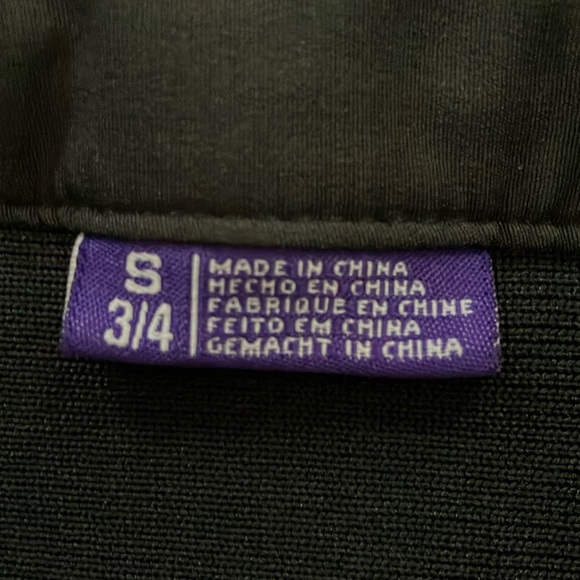 S
3/4
MADE IN CHINA
HECHO EN CHINA
FABRIQUE EN CHINE
FEITO EM CHINA
GEMACHT IN CHINA